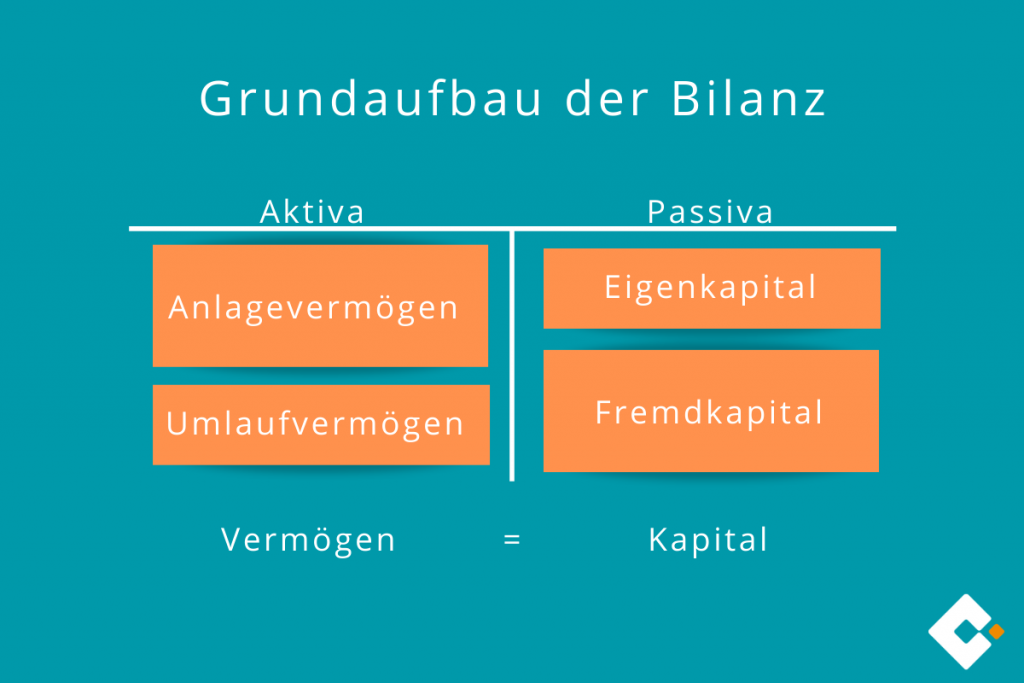 Grundaufbau der Bilanz
Aktiva
Passiva
Anlagevermögen
Eigenkapital
Umlaufvermögen
Fremdkapital
Vermögen = Kapital